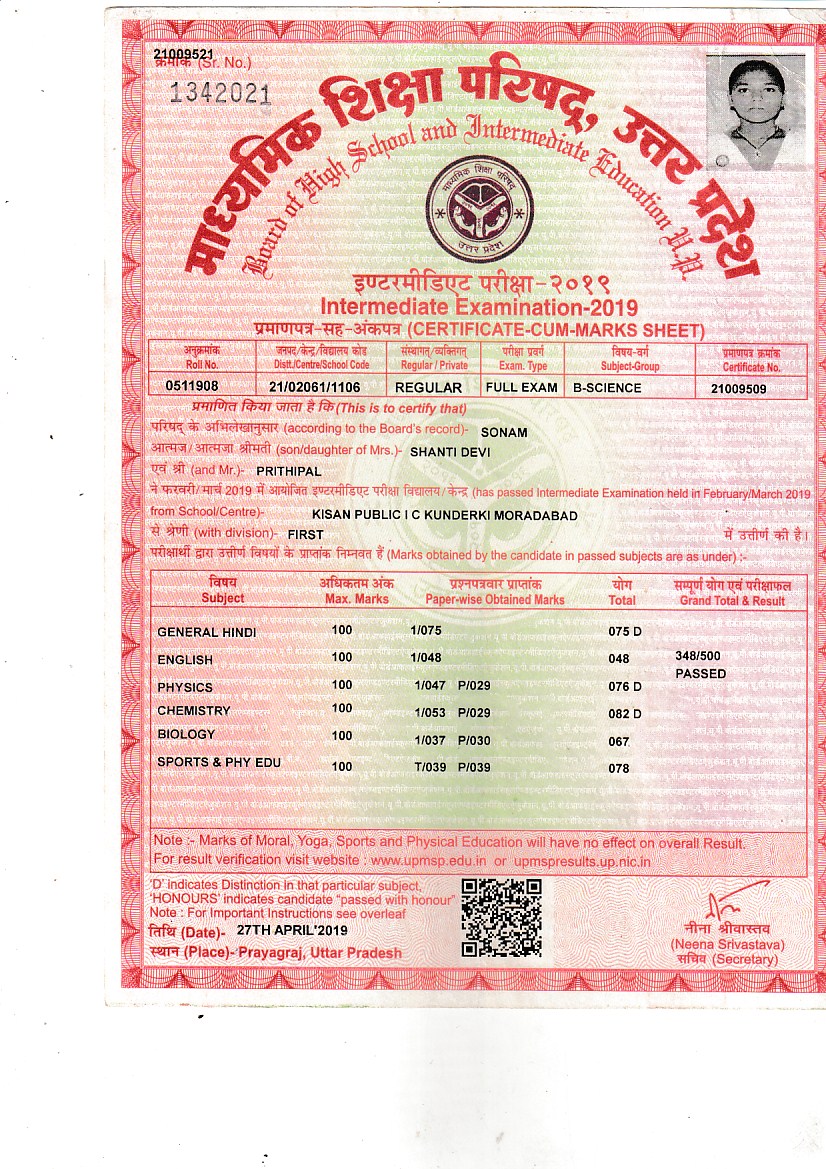 21009521
क्रमांक (Sr. No.)
1342021
माध्यमिक शिक्षा परिषद्, उत्तर प्रदेश
Board of High School and Intermediate Education U.P.
माध्यमिक शिक्षा परिषद्
उत्तर प्रदेश
इण्टरमीडिएट परीक्षा-२०१९
Intermediate Examination-2019
प्रमाणपत्र-सह-अंकपत्र (CERTIFICATE-CUM-MARKS SHEET)
अनुक्रमांक जनपद/केन्द्र/विद्यालय कोड संस्थागत्/व्यक्तिगत् परीक्षा प्रवर्ग विषय-वर्ग प्रमाणपत्र क्रमांक
Roll No. Distt./Centre/School Code Regular / Private Exam. Type Subject-Group Certificate No.
0511908 21/02061/1106 REGULAR FULL EXAM B-SCIENCE 21009509
प्रमाणित किया जाता है कि (This is to certify that)
परिषद् के अभिलेखानुसार (according to the Board's record)- SONAM
आत्मज/आत्मजा श्रीमती (son/daughter of Mrs.)- SHANTI DEVI
एवं श्री (and Mr.)- PRITHIPAL
ने फरवरी/मार्च 2019 में आयोजित इण्टरमीडिएट परीक्षा विद्यालय/केन्द्र (has passed Intermediate Examination held in February/March 2019
from School/Centre)- KISAN PUBLIC I C KUNDERKI MORADABAD
से श्रेणी (with division)- FIRST में उत्तीर्ण की है।
परीक्षार्थी द्वारा उत्तीर्ण विषयों के प्राप्तांक निम्नवत हैं (Marks obtained by the candidate in passed subjects are as under) :-
विषय अधिकतम अंक प्रश्नपत्रवार प्राप्तांक योग सम्पूर्ण योग एवं परीक्षाफल
Subject Max. Marks Paper-wise Obtained Marks Total Grand Total & Result
GENERAL HINDI 100 1/075 075 D
ENGLISH 100 1/048 048 348/500
PASSED
PHYSICS 100 1/047 P/029 076 D
CHEMISTRY 100 1/053 P/029 082 D
BIOLOGY 100 1/037 P/030 067
SPORTS & PHY EDU 100 T/039 P/039 078
Note :- Marks of Moral, Yoga, Sports and Physical Education will have no effect on overall Result.
For result verification visit website : www.upmsp.edu.in or upmspresults.up.nic.in
'D' indicates Distinction in that particular subject,
'HONOURS' indicates candidate "passed with honour"
Note : For Important Instructions see overleaf
तिथि (Date)- 27TH APRIL'2019
स्थान (Place)- Prayagraj, Uttar Pradesh
नीना श्रीवास्तव
(Neena Srivastava)
सचिव (Secretary)